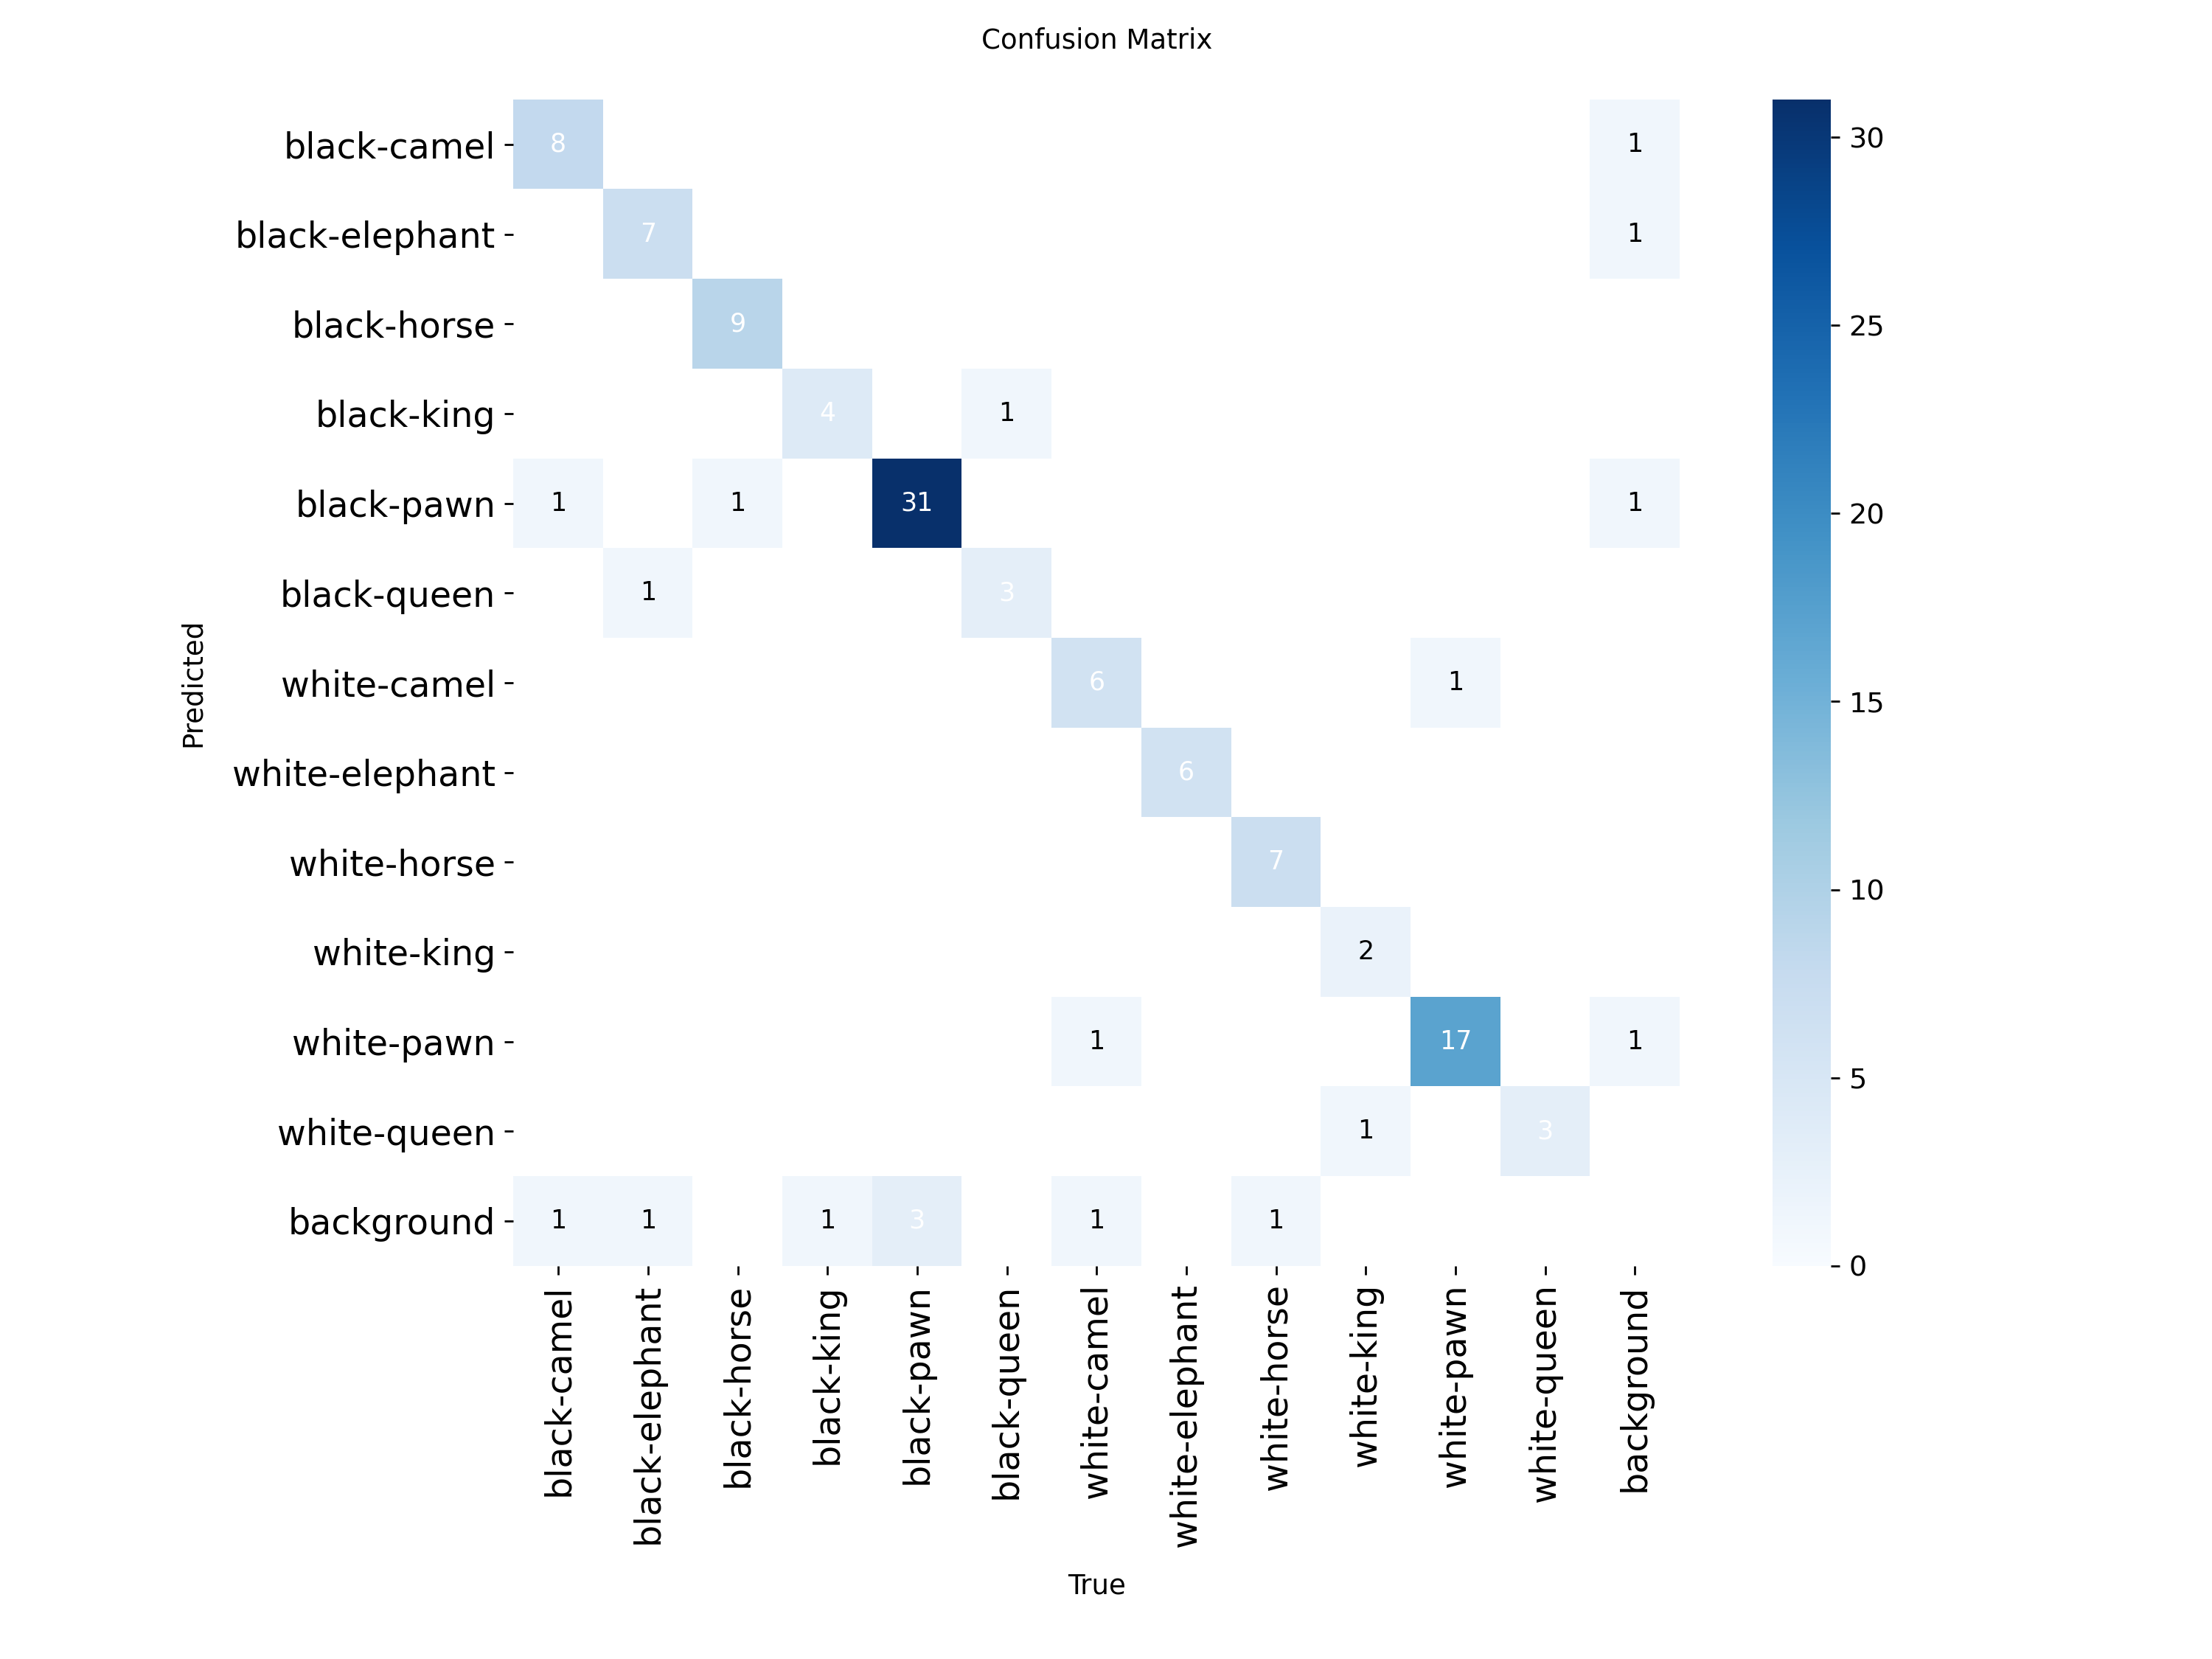 Confusion Matrix
black-camel 8 1
black-elephant 7 1
black-horse 9
black-king 4 1
black-pawn 1 1 31 1
black-queen 1 3
white-camel 6 1
white-elephant 6
white-horse 7
white-king 2
white-pawn 1 17 1
white-queen 1 3
background 1 1 1 3 1 1
Predicted
black-camel
black-elephant
black-horse
black-king
black-pawn
black-queen
white-camel
white-elephant
white-horse
white-king
white-pawn
white-queen
background
True
30
25
20
15
10
5
0